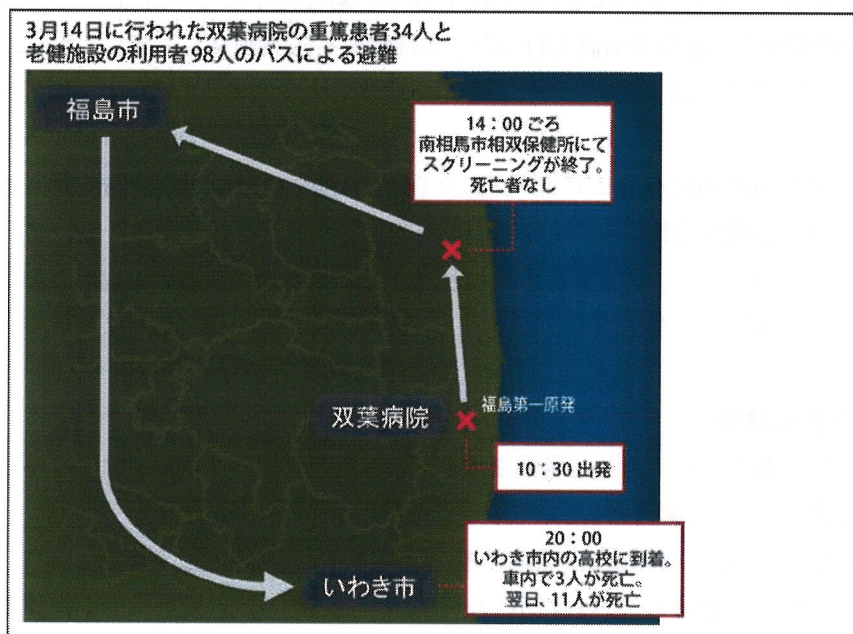 3月14日に行われた双葉病院の重篤患者34人と
老健施設の利用者98人のバスによる避難
福島市
14：00ごろ
南相馬市相双保健所にて
スクリーニングが終了。
死亡者なし
福島第一原発
双葉病院
10：30 出発
20：00
いわき市内の高校に到着。
車内で3人が死亡。
翌日、11人が死亡
いわき市